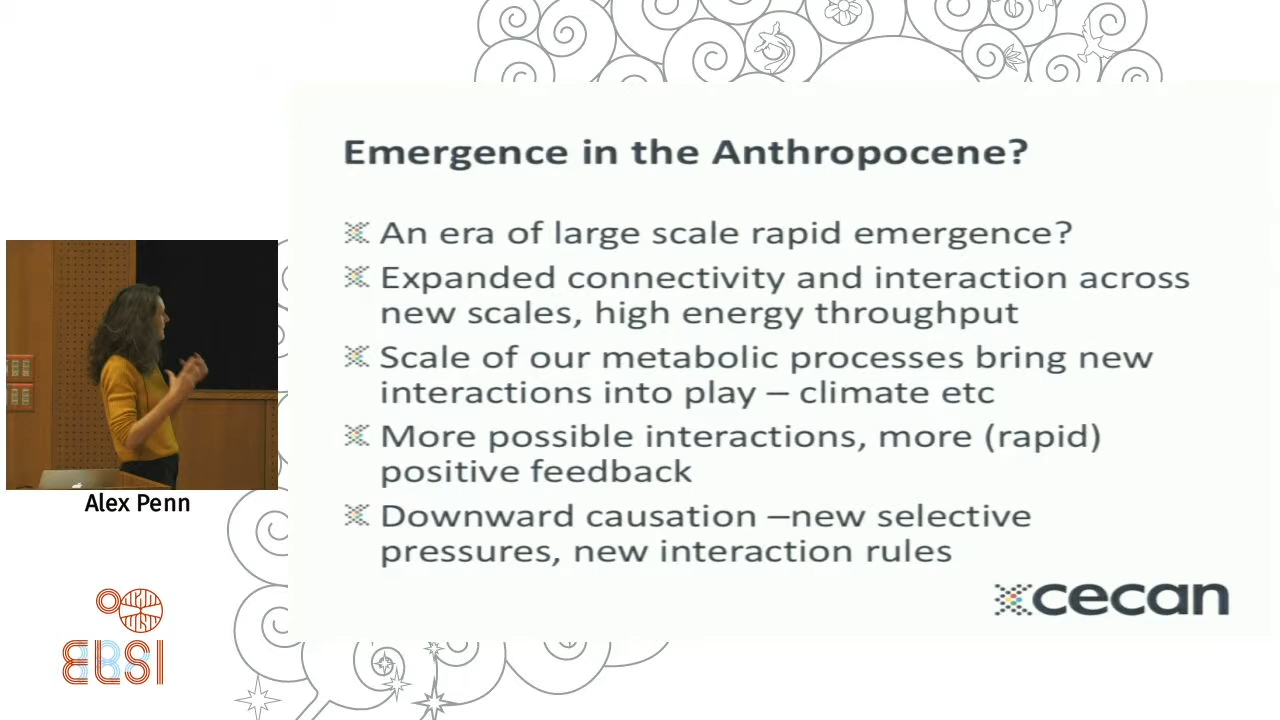 Emergence in the Anthropocene?
An era of large scale rapid emergence?
Expanded connectivity and interaction across
new scales, high energy throughput
Scale of our metabolic processes bring new
interactions into play – climate etc
More possible interactions, more (rapid)
positive feedback
Downward causation –new selective
pressures, new interaction rules
cecan
Alex Penn
ELSI